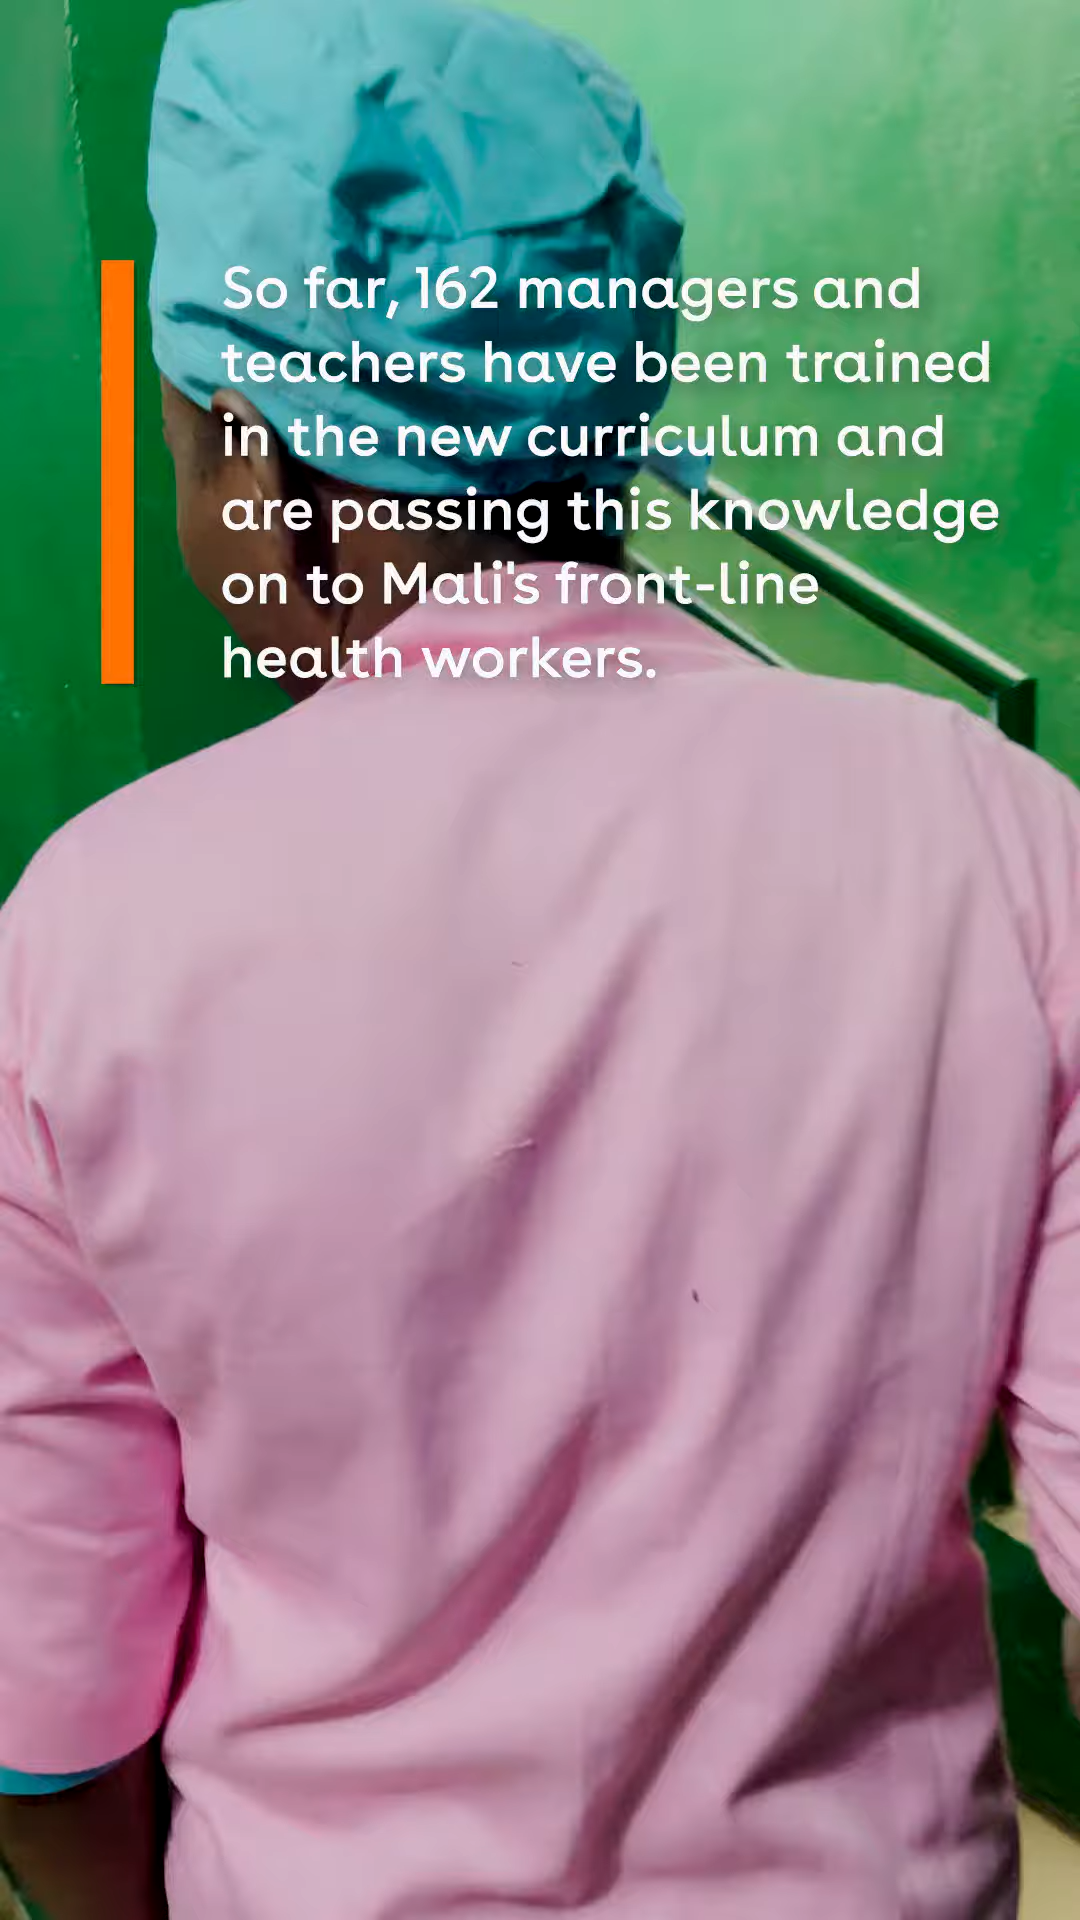 So far, 162 managers and
teachers have been trained
in the new curriculum and
are passing this knowledge
on to Mali's front-line
health workers.